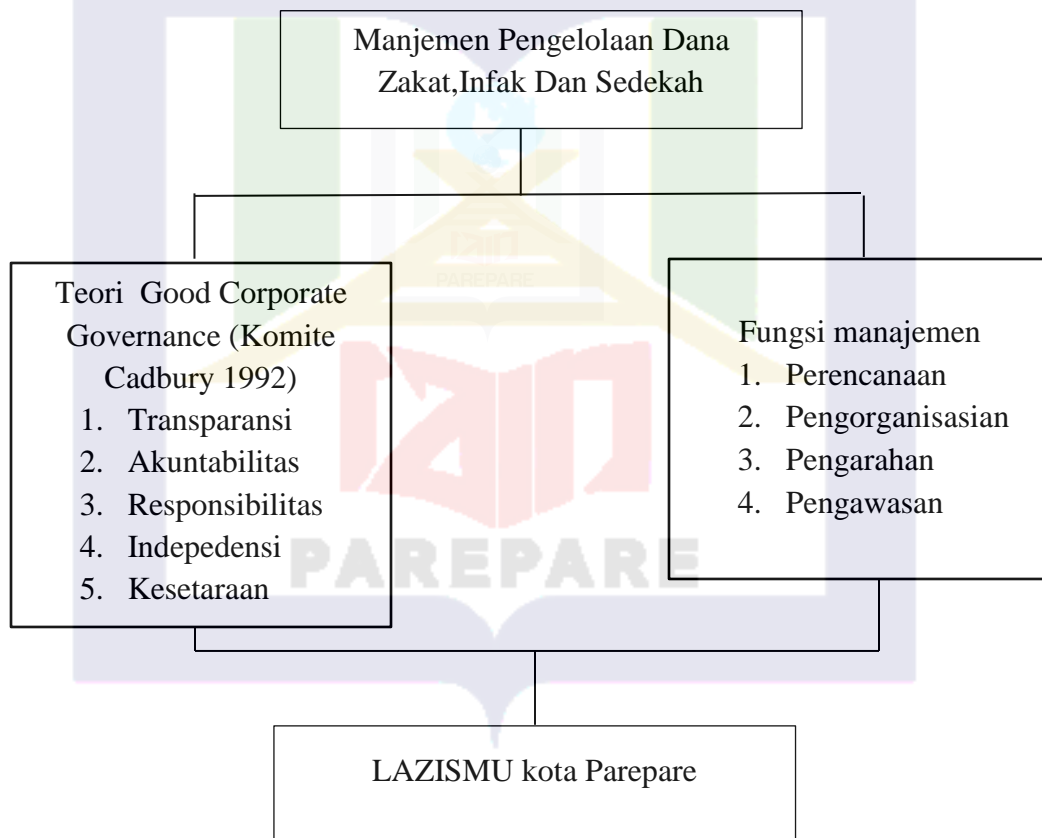 Manjemen Pengelolaan Dana
Zakat,Infak Dan Sedekah
Teori Good Corporate
Governance (Komite
Cadbury 1992)
1. Transparansi
2. Akuntabilitas
3. Responsibilitas
4. Indepedensi
5. Kesetaraan
Fungsi manajemen
1. Perencanaan
2. Pengorganisasian
3. Pengarahan
4. Pengawasan
PAREPARE
PAREPARE
LAZISMU kota Parepare